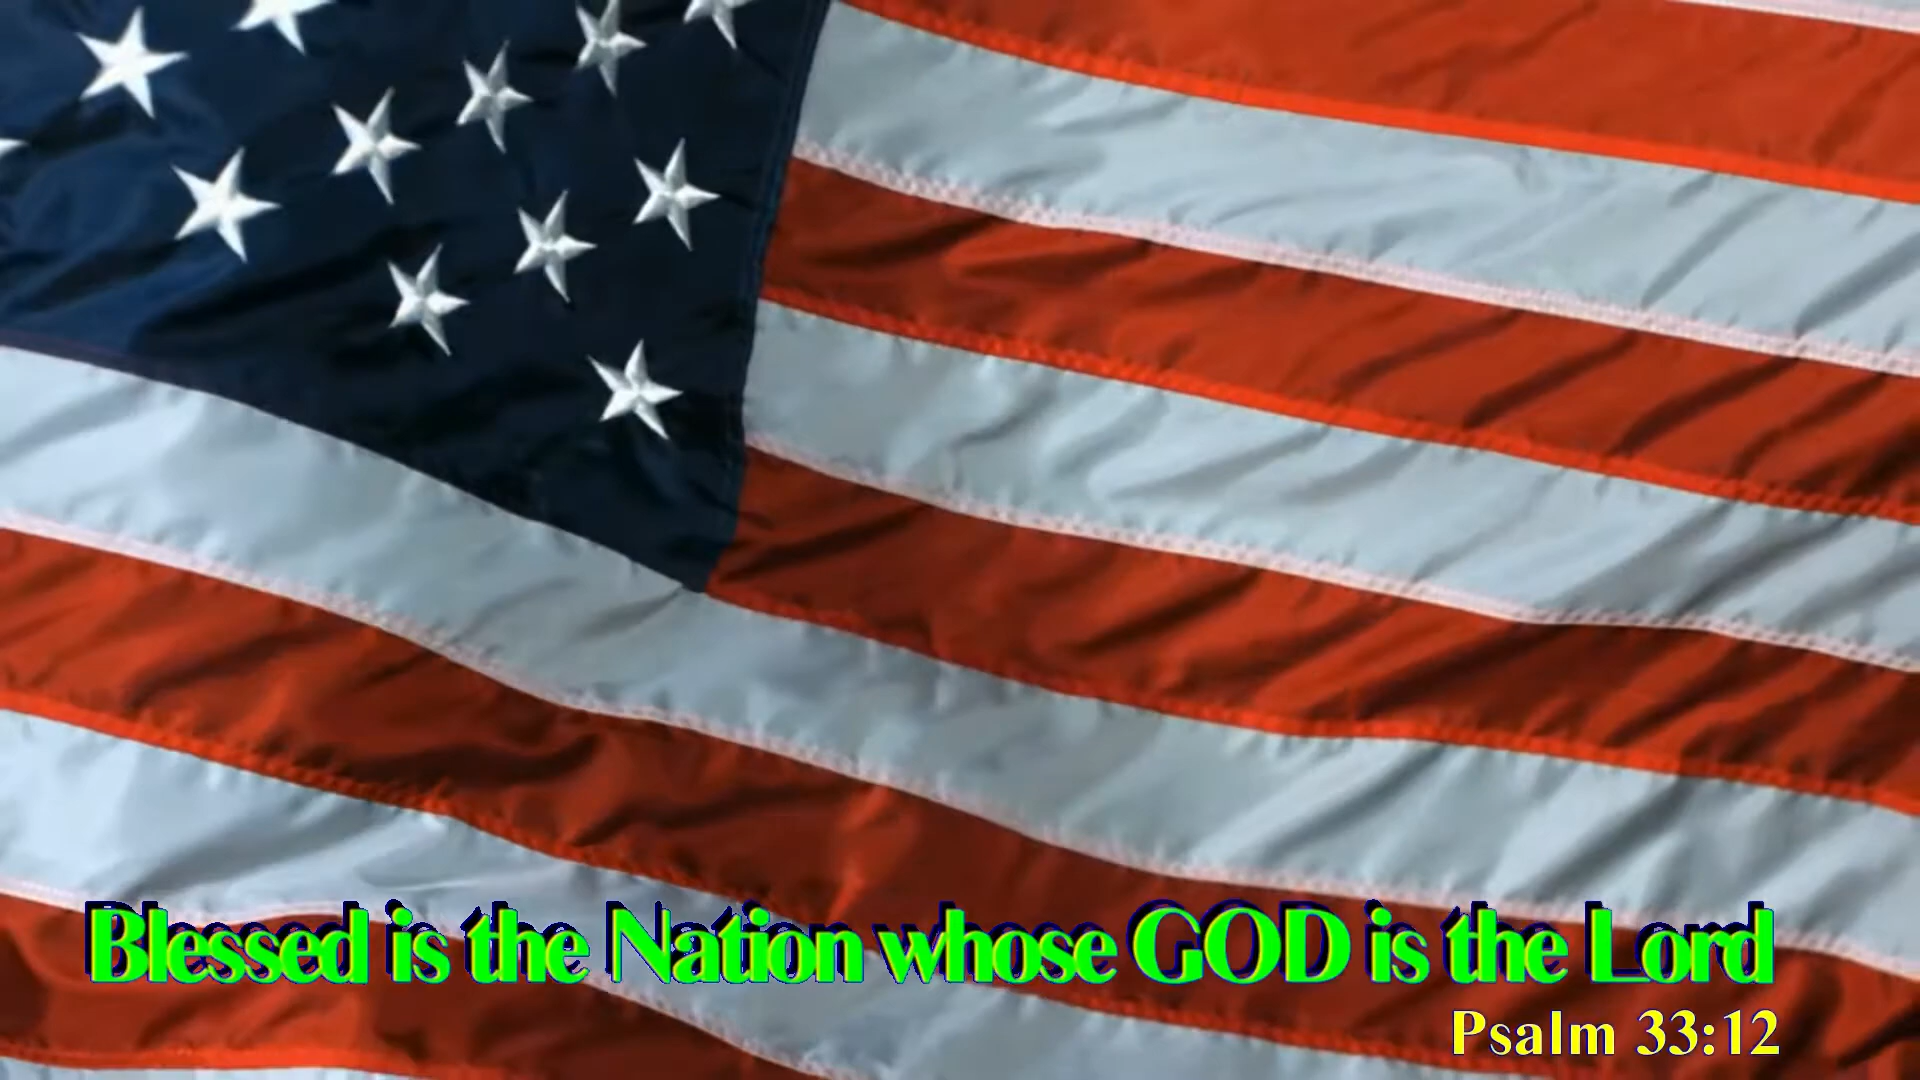 Blessed is the Nation whose GOD is the Lord
Psalm 33:12